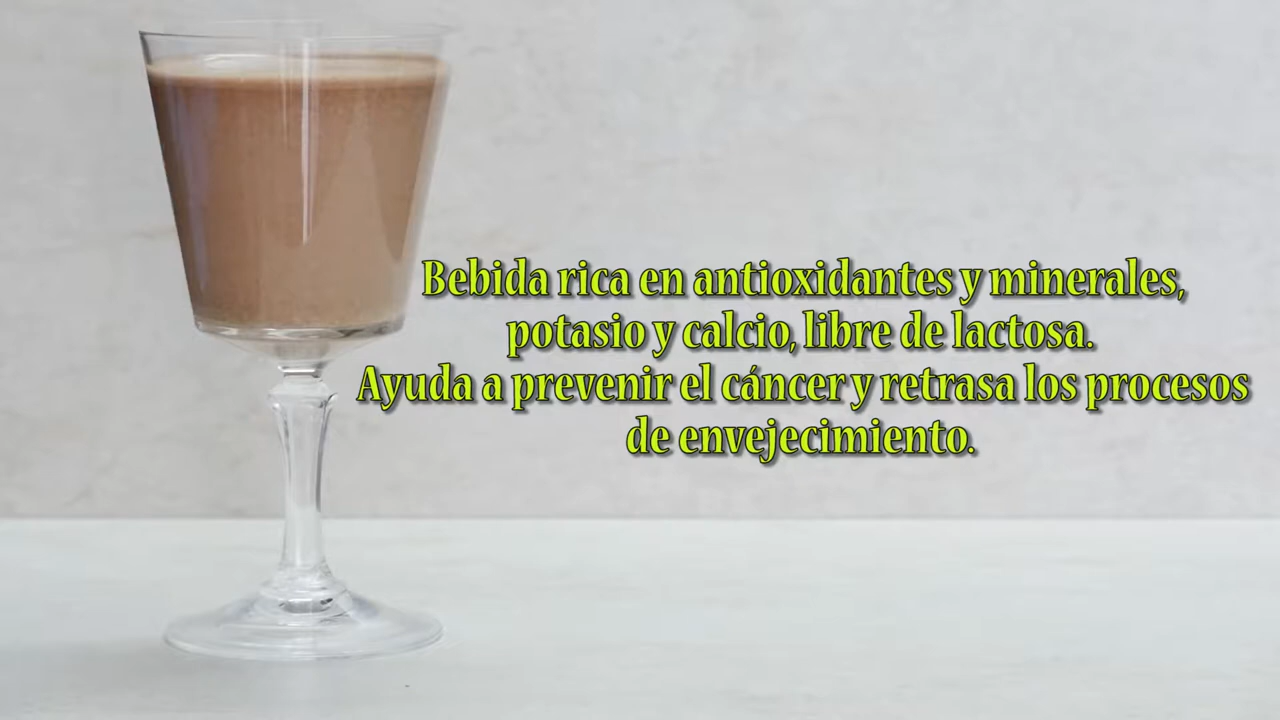 Bebida rica en antioxidantes y minerales,
potasio y calcio, libre de lactosa.
Ayuda a prevenir el cáncer y retrasa los procesos
de envejecimiento.